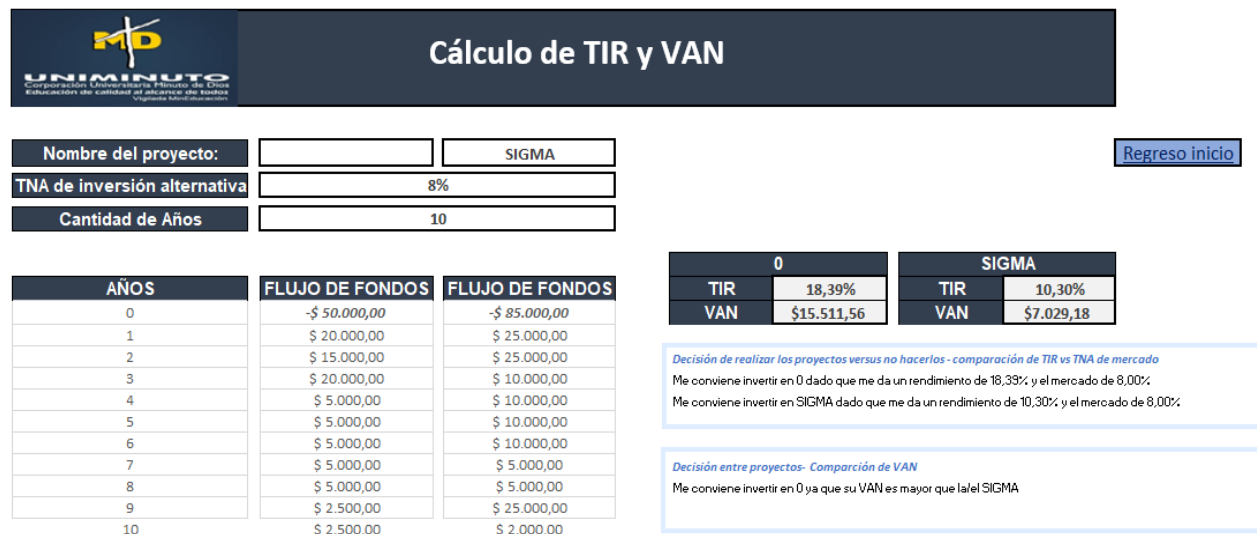 MD
UNIMINUTO
Corporación Universitaria Minuto de Dios
Educación de calidad al alcance de todos
Vigilada MinEducación
Cálculo de TIR y VAN
Nombre del proyecto: SIGMA
Regreso inicio
TNA de inversión alternativa 8%
Cantidad de Años 10
0 SIGMA
TIR 18,39% TIR 10,30%
VAN $15.511,56 VAN $7.029,18
AÑOS FLUJO DE FONDOS FLUJO DE FONDOS
0 -$ 50.000,00 -$ 85.000,00
1 $ 20.000,00 $ 25.000,00
2 $ 15.000,00 $ 25.000,00
3 $ 20.000,00 $ 10.000,00
4 $ 5.000,00 $ 10.000,00
5 $ 5.000,00 $ 10.000,00
6 $ 5.000,00 $ 10.000,00
7 $ 5.000,00 $ 5.000,00
8 $ 5.000,00 $ 5.000,00
9 $ 2.500,00 $ 25.000,00
10 $ 2.500,00 $ 2.000,00
Decisión de realizar los proyectos versus no hacerlos - comparación de TIR vs TNA de mercado
Me conviene invertir en 0 dado que me da un rendimiento de 18,39% y el mercado de 8,00%
Me conviene invertir en SIGMA dado que me da un rendimiento de 10,30% y el mercado de 8,00%
Decisión entre proyectos- Comparción de VAN
Me conviene invertir en 0 ya que su VAN es mayor que la/el SIGMA